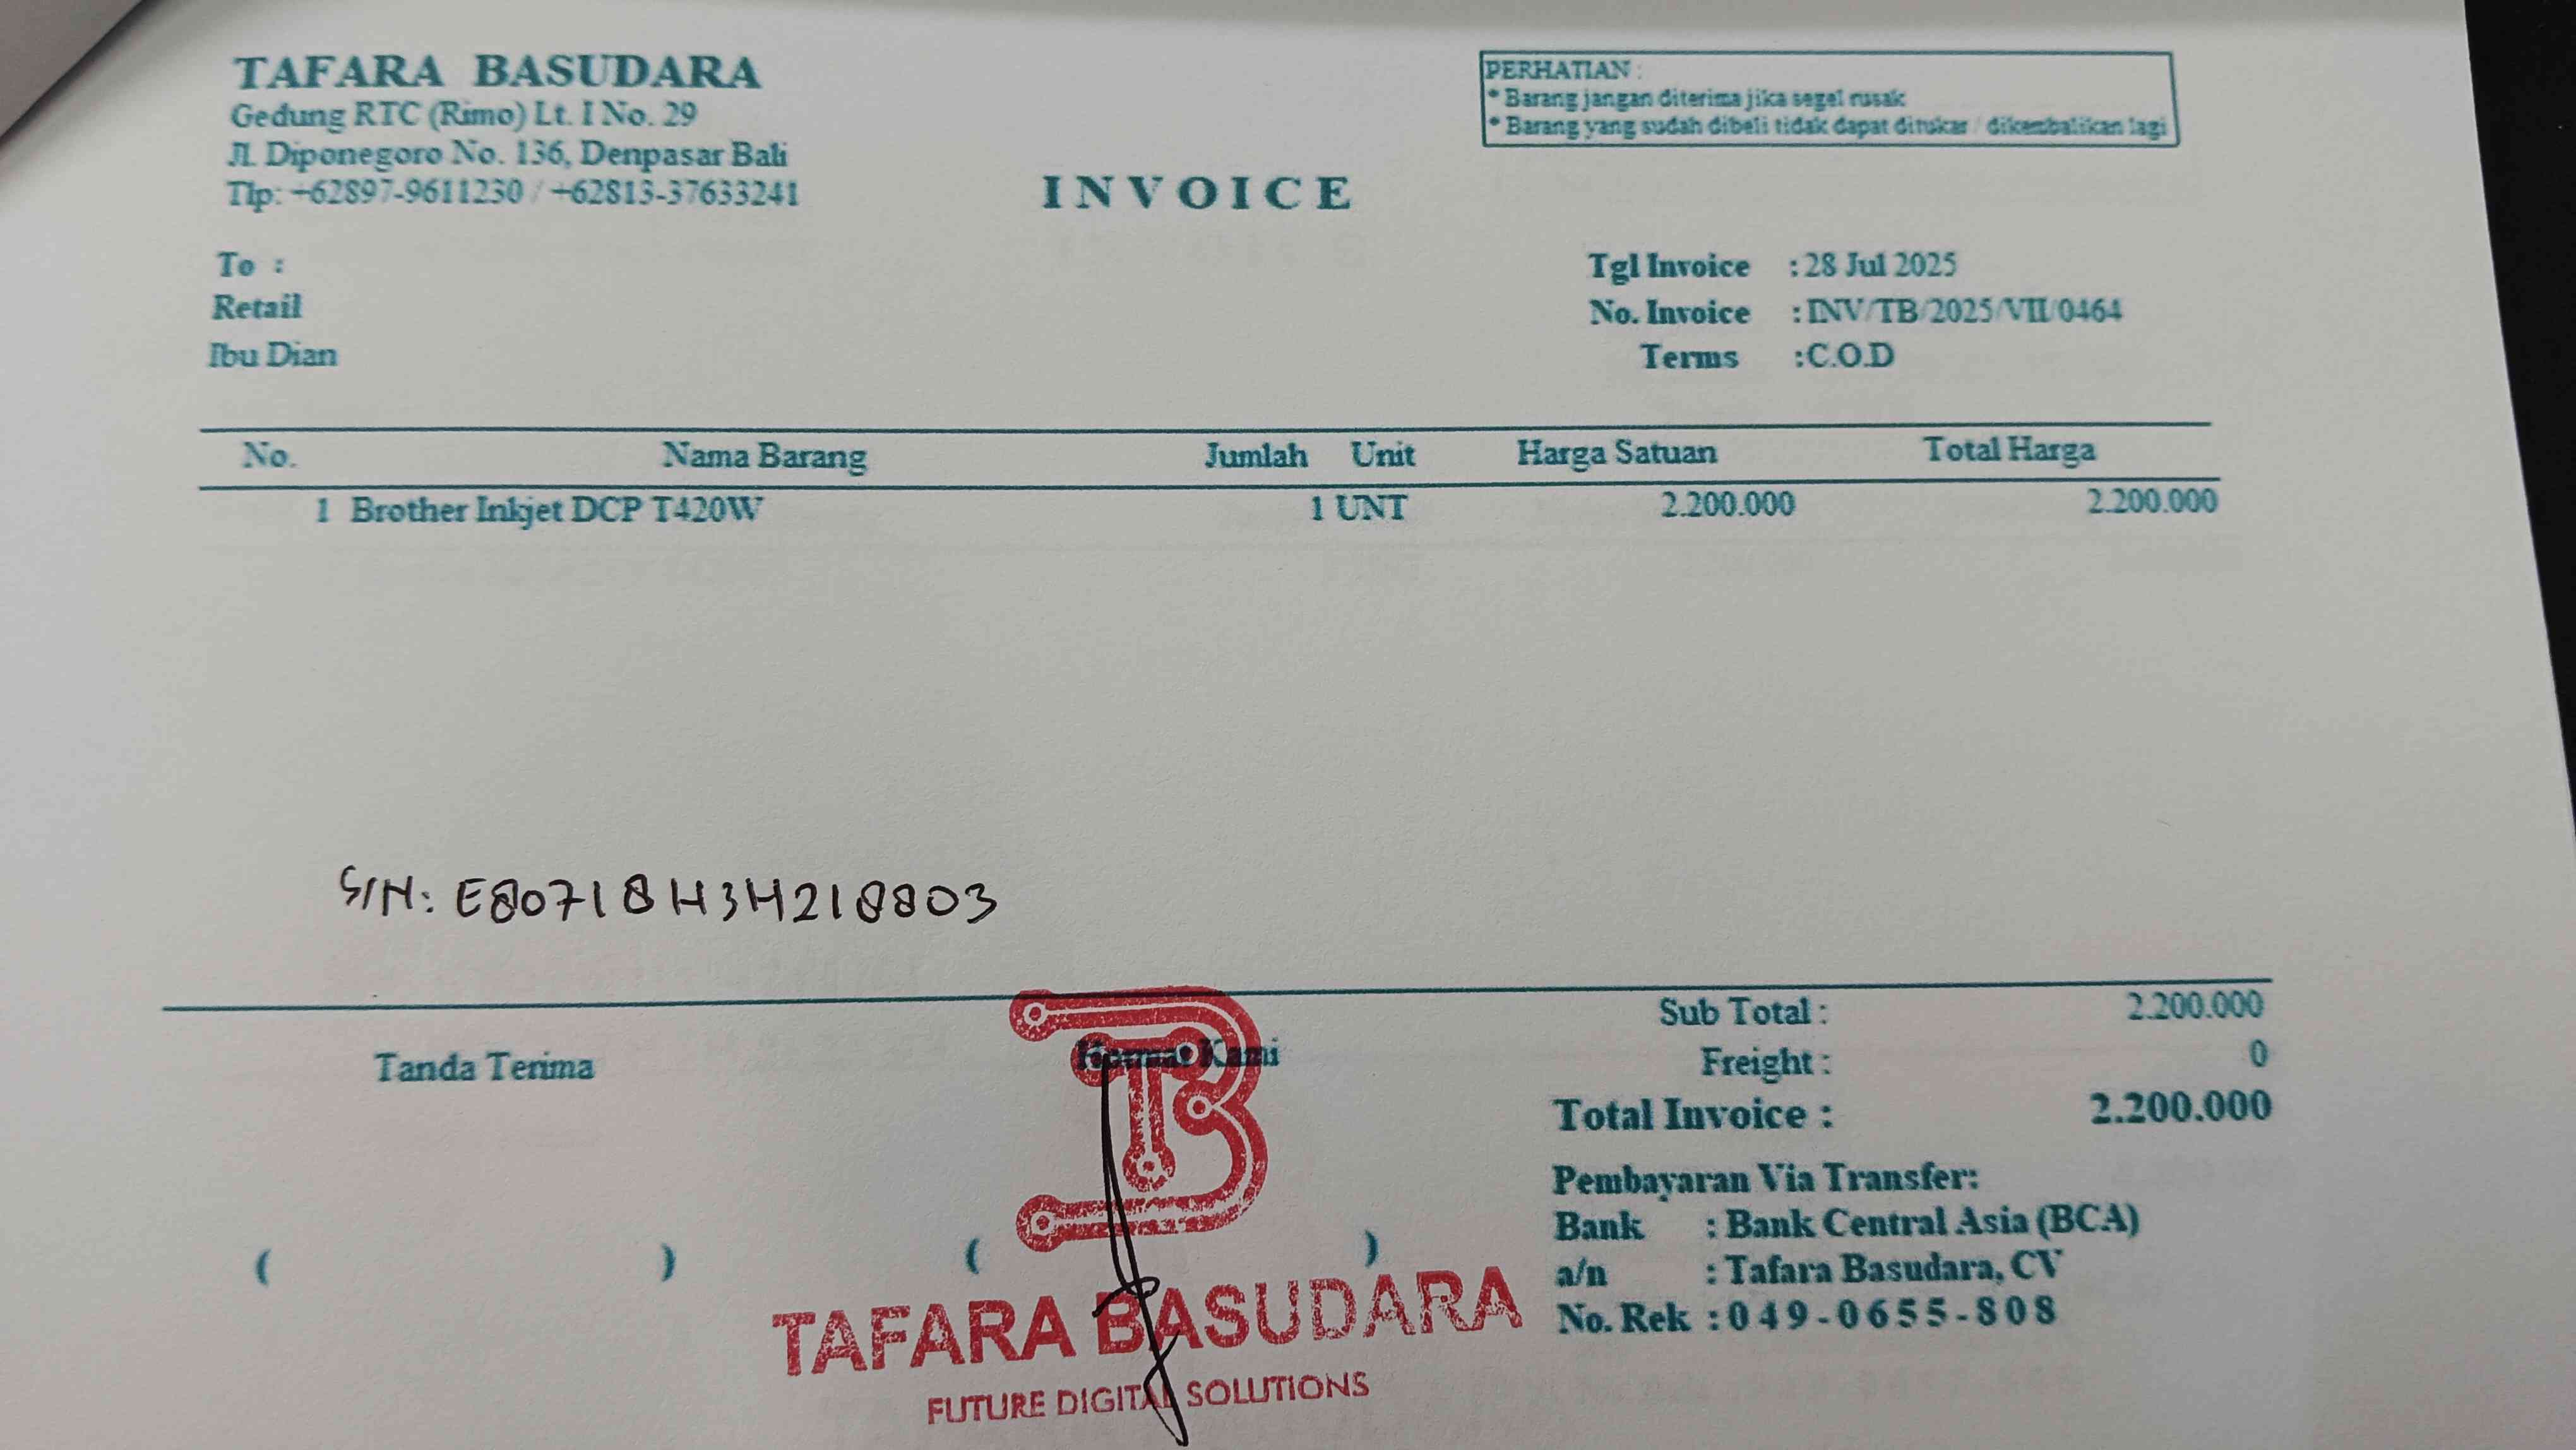 TAFARA BASUDARA
Gedung RTC (Rimo) Lt. I No. 29
Jl. Diponegoro No. 136, Denpasar Bali
Tlp: +62897-9611230 / +62813-37633241
PERHATIAN :
* Barang jangan diterima jika segel rusak
* Barang yang sudah dibeli tidak dapat ditukar / dikembalikan lagi
INVOICE
To :
Retail
Ibu Dian
Tgl Invoice : 28 Jul 2025
No. Invoice : INV/TB/2025/VII/0464
Terms : C.O.D
No. Nama Barang Jumlah Unit Harga Satuan Total Harga
1 Brother Inkjet DCP T420W 1 UNT 2.200.000 2.200.000
S/N: E80718H3H218803
Sub Total : 2.200.000
Freight : 0
Total Invoice : 2.200.000
Tanda Terima
Hormat Kami
( )
( )
Pembayaran Via Transfer:
Bank : Bank Central Asia (BCA)
a/n : Tafara Basudara, CV
No. Rek : 049-0655-808
TB
TAFARA BASUDARA
FUTURE DIGITAL SOLUTIONS